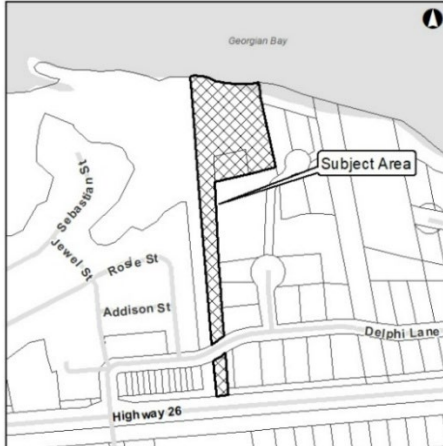 Georgian Bay
Subject Area
Sebastian St
Jewel St
Rosie St
Addison St
Delphi Lane
Highway 26